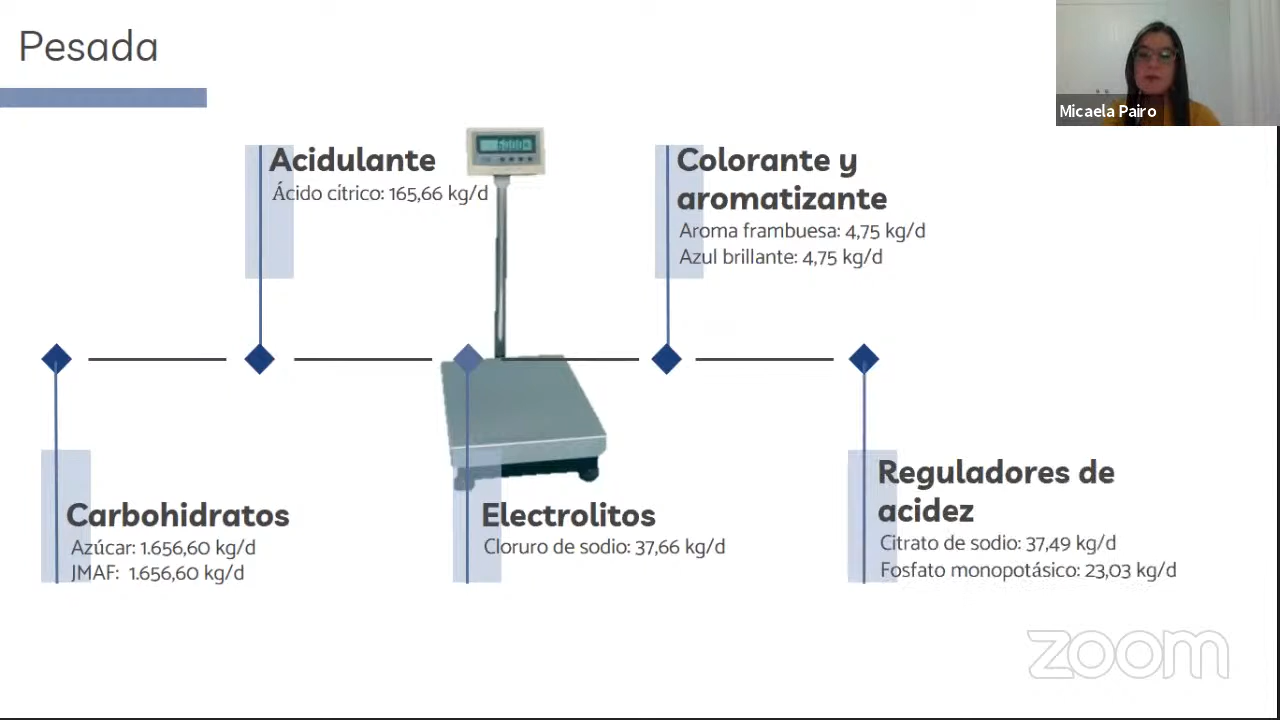 Pesada
Micaela Pairo
Acidulante
Ácido cítrico: 165,66 kg/d
Colorante y
aromatizante
Aroma frambuesa: 4,75 kg/d
Azul brillante: 4,75 kg/d
Carbohidratos
Azúcar: 1.656,60 kg/d
JMAF: 1.656,60 kg/d
Electrolitos
Cloruro de sodio: 37,66 kg/d
Reguladores de
acidez
Citrato de sodio: 37,49 kg/d
Fosfato monopotásico: 23,03 kg/d
zoom